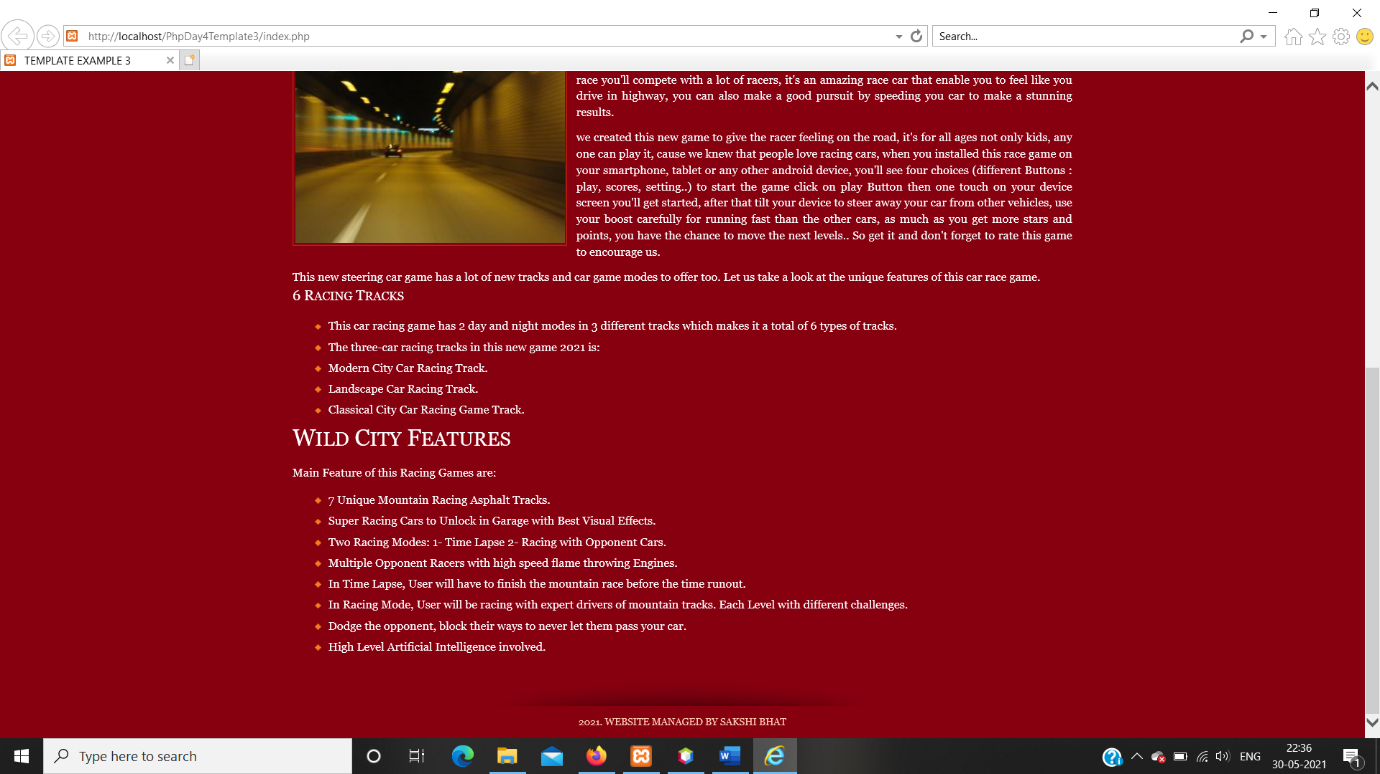 http://localhost/PhpDay4Template3/index.php
Search...
TEMPLATE EXAMPLE 3
race you'll compete with a lot of racers, it's an amazing race car that enable you to feel like you
drive in highway, you can also make a good pursuit by speeding you car to make a stunning
results.
we created this new game to give the racer feeling on the road, it's for all ages not only kids, any
one can play it, cause we knew that people love racing cars, when you installed this race game on
your smartphone, tablet or any other android device, you'll see four choices (different Buttons :
play, scores, setting..) to start the game click on play Button then one touch on your device
screen you'll get started, after that tilt your device to steer away your car from other vehicles, use
your boost carefully for running fast than the other cars, as much as you get more stars and
points, you have the chance to move the next levels.. So get it and don't forget to rate this game
to encourage us.
This new steering car game has a lot of new tracks and car game modes to offer too. Let us take a look at the unique features of this car race game.
6 RACING TRACKS
This car racing game has 2 day and night modes in 3 different tracks which makes it a total of 6 types of tracks.
The three-car racing tracks in this new game 2021 is:
Modern City Car Racing Track.
Landscape Car Racing Track.
Classical City Car Racing Game Track.
WILD CITY FEATURES
Main Feature of this Racing Games are:
7 Unique Mountain Racing Asphalt Tracks.
Super Racing Cars to Unlock in Garage with Best Visual Effects.
Two Racing Modes: 1- Time Lapse 2- Racing with Opponent Cars.
Multiple Opponent Racers with high speed flame throwing Engines.
In Time Lapse, User will have to finish the mountain race before the time runout.
In Racing Mode, User will be racing with expert drivers of mountain tracks. Each Level with different challenges.
Dodge the opponent, block their ways to never let them pass your car.
High Level Artificial Intelligence involved.
2021. WEBSITE MANAGED BY SAKSHI BHAT
Type here to search
ENG
22:36
30-05-2021
1